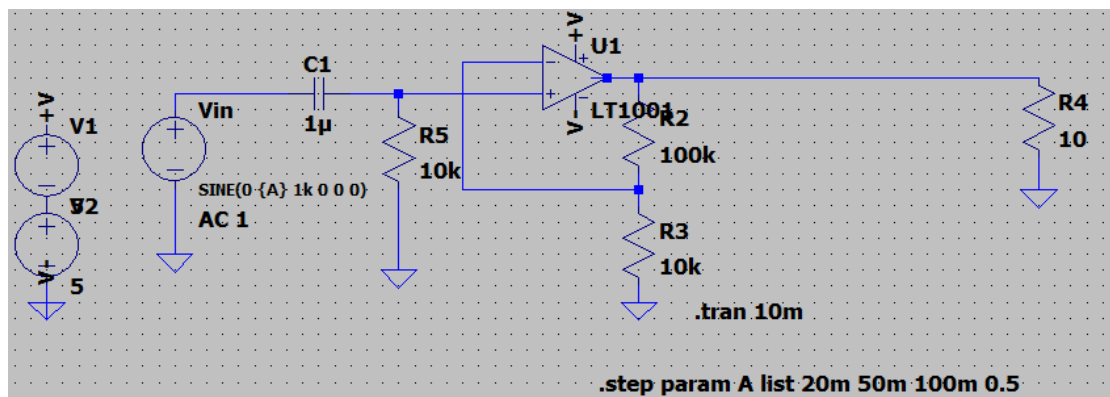 +V
V1
V2
V-
5
Vin
SINE(0 {A} 1k 0 0 0)
AC 1
C1
1µ
R5
10k
+V
U1
V-
LT1001
R2
100k
R3
10k
R4
10
.tran 10m
.step param A list 20m 50m 100m 0.5